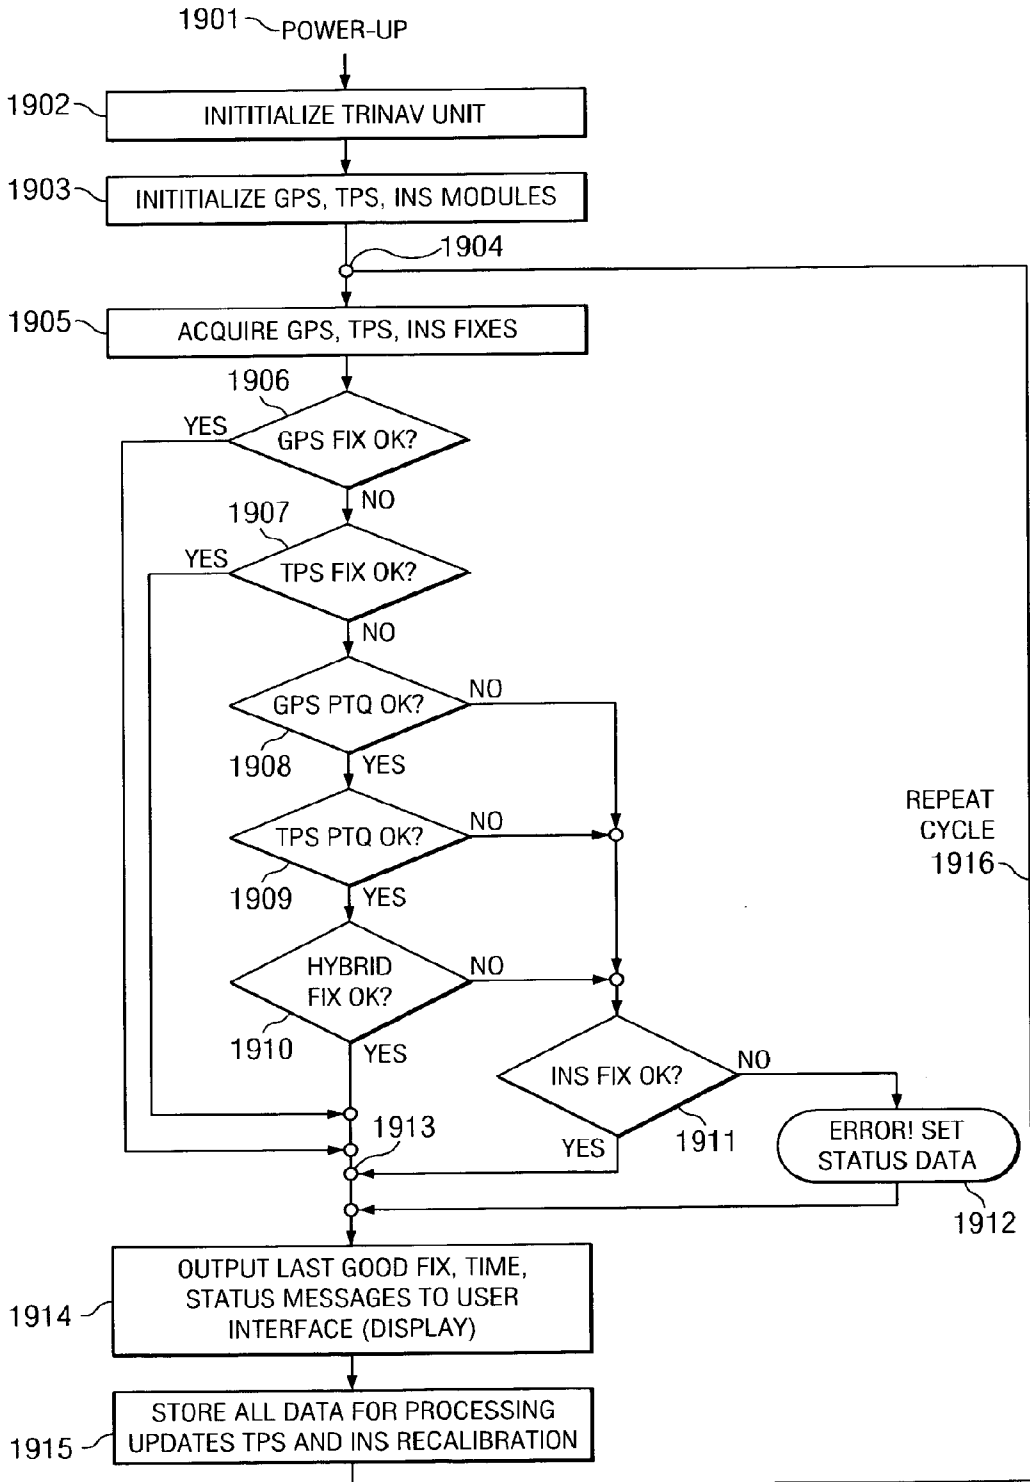 1901
POWER-UP
1902
INITITIALIZE TRINAV UNIT
1903
INITITIALIZE GPS, TPS, INS MODULES
1904
1905
ACQUIRE GPS, TPS, INS FIXES
1906
YES
GPS FIX OK?
NO
1907
YES
TPS FIX OK?
NO
GPS PTQ OK?
NO
1908
YES
TPS PTQ OK?
NO
1909
YES
REPEAT
CYCLE
1916
HYBRID
FIX OK?
NO
1910
YES
INS FIX OK?
NO
1911
YES
1913
ERROR! SET
STATUS DATA
1912
1914
OUTPUT LAST GOOD FIX, TIME,
STATUS MESSAGES TO USER
INTERFACE (DISPLAY)
1915
STORE ALL DATA FOR PROCESSING
UPDATES TPS AND INS RECALIBRATION